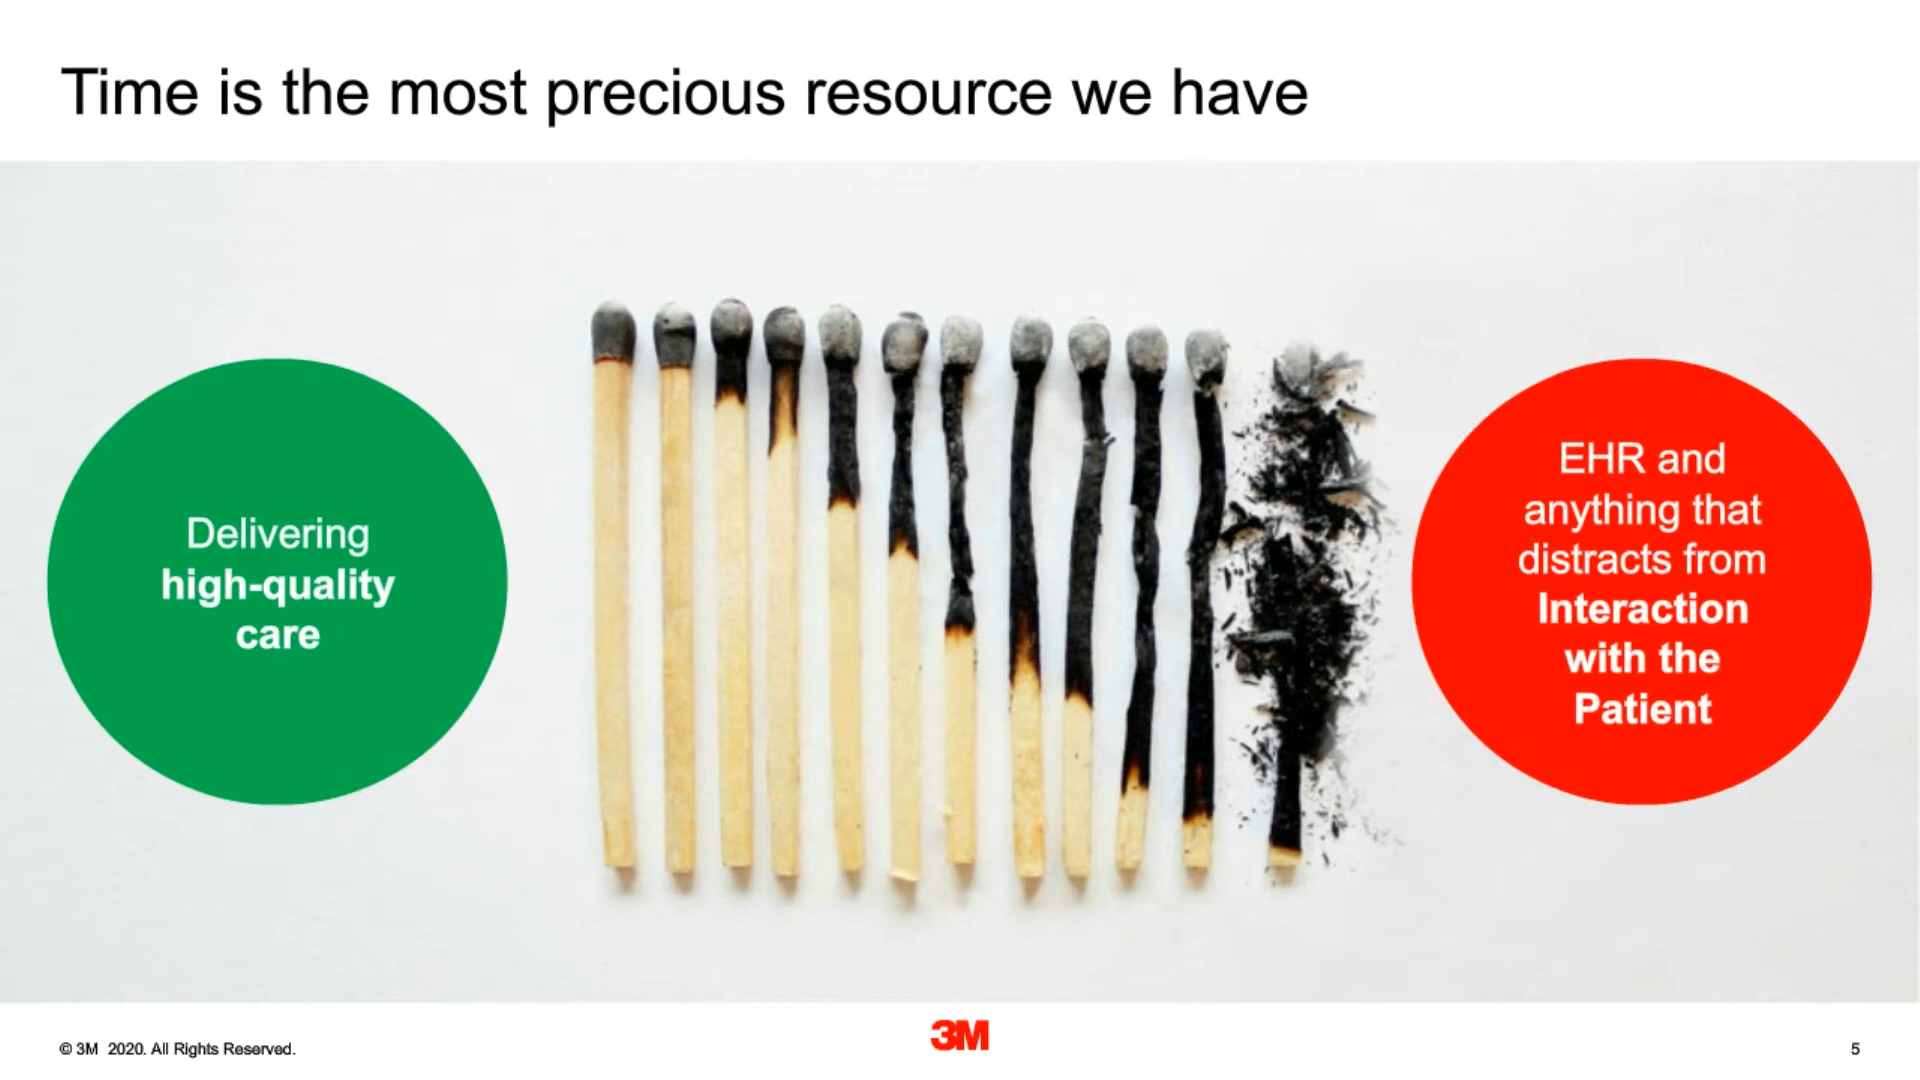 Time is the most precious resource we have
Delivering
high-quality
care
EHR and
anything that
distracts from
Interaction
with the
Patient
© 3M 2020. All Rights Reserved.
3M
5